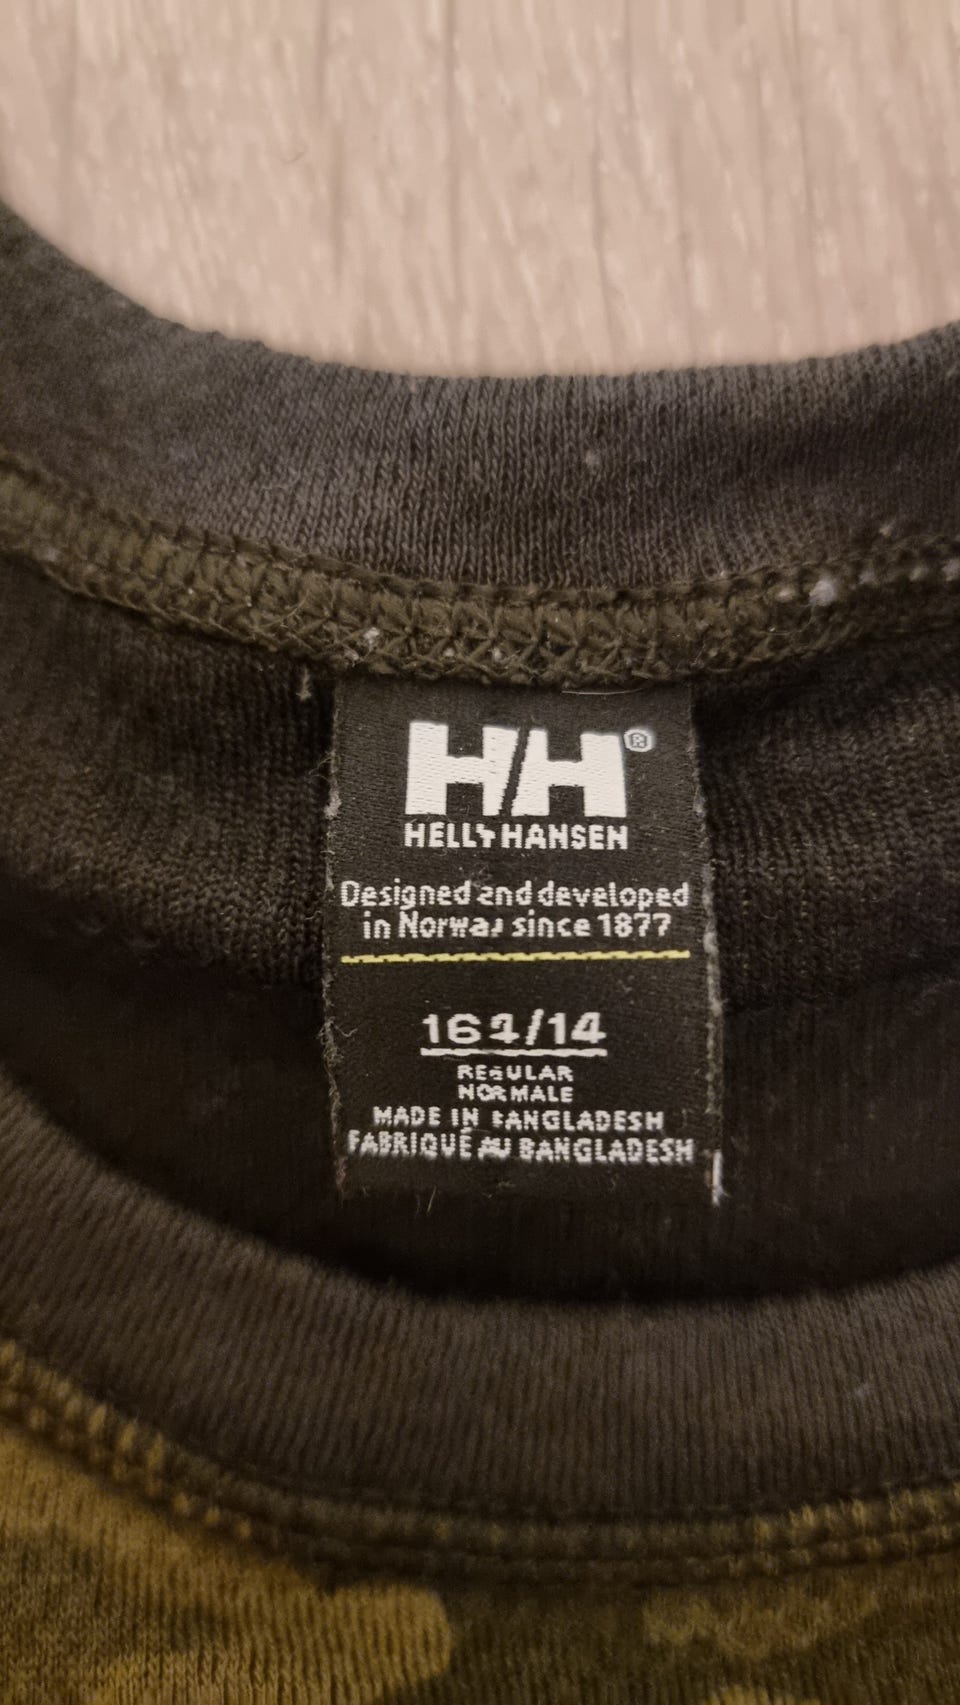 HH®
HELLY HANSEN
Designed and developed
in Norway since 1877
164/14
REGULAR
NORMALE
MADE IN BANGLADESH
FABRIQUÉ AU BANGLADESH